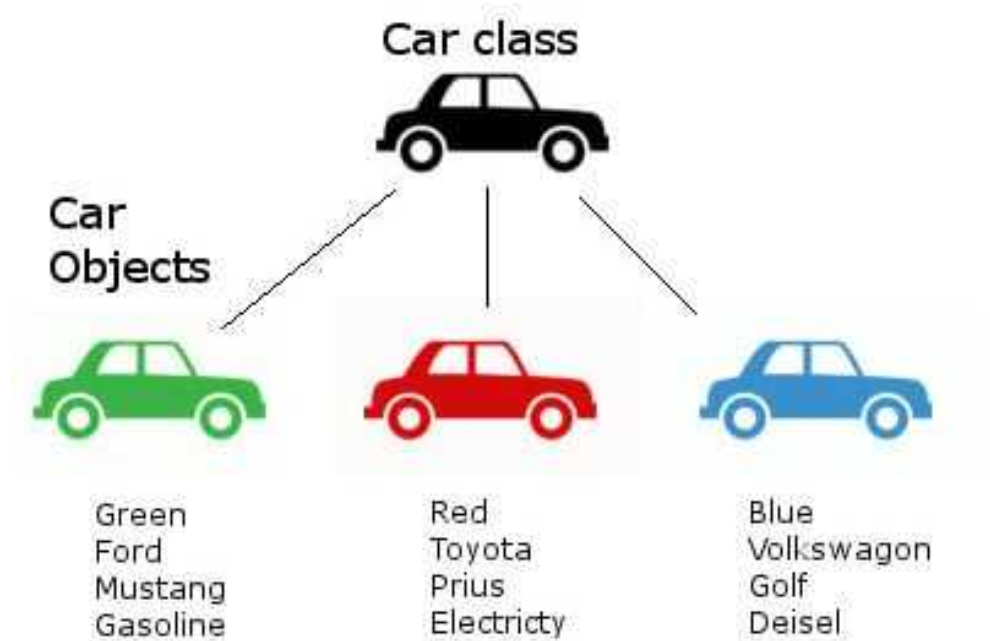 Car class
Car
Objects
Green
Ford
Mustang
Gasoline
Red
Toyota
Prius
Electricty
Blue
Volkswagon
Golf
Deisel